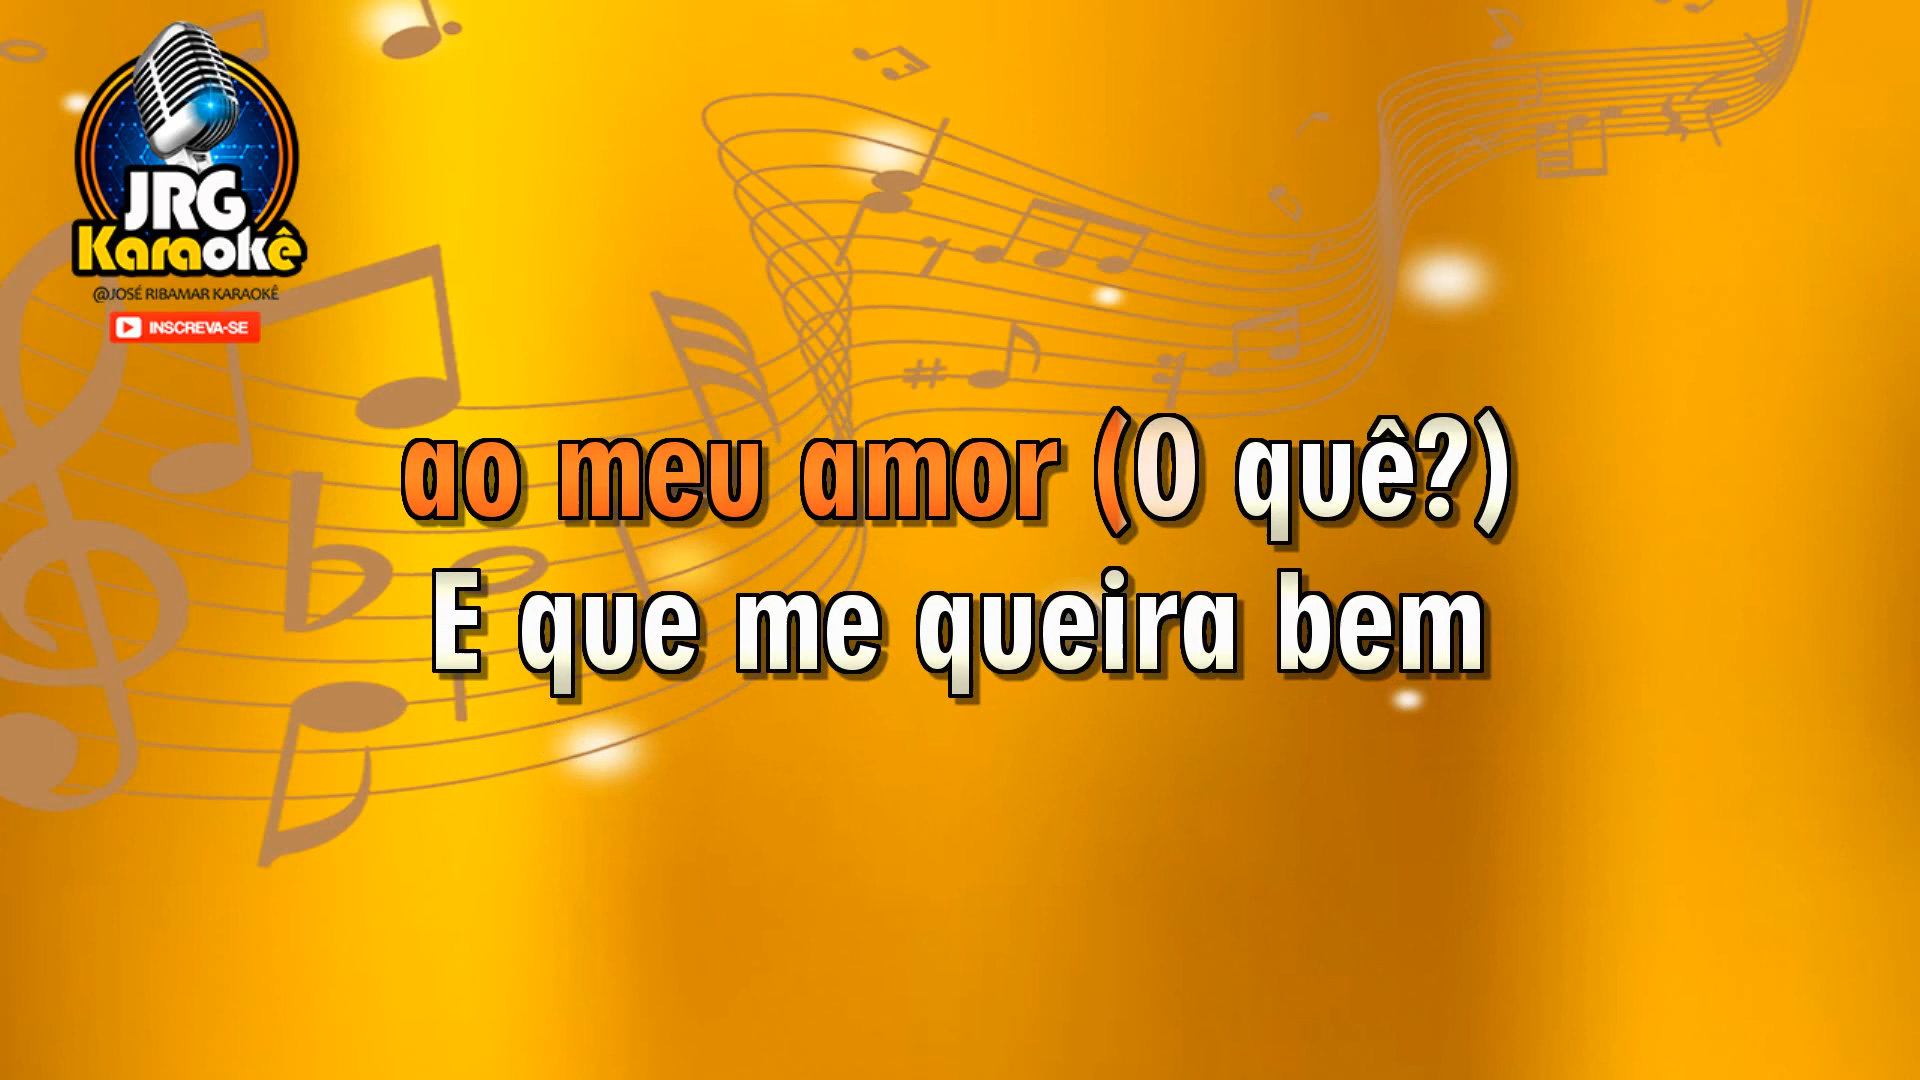 JRG
Karaokê
@JOSÉ RIBAMAR KARAOKÊ
INSCREVA-SE
ao meu amor (O quê?)
E que me queira bem